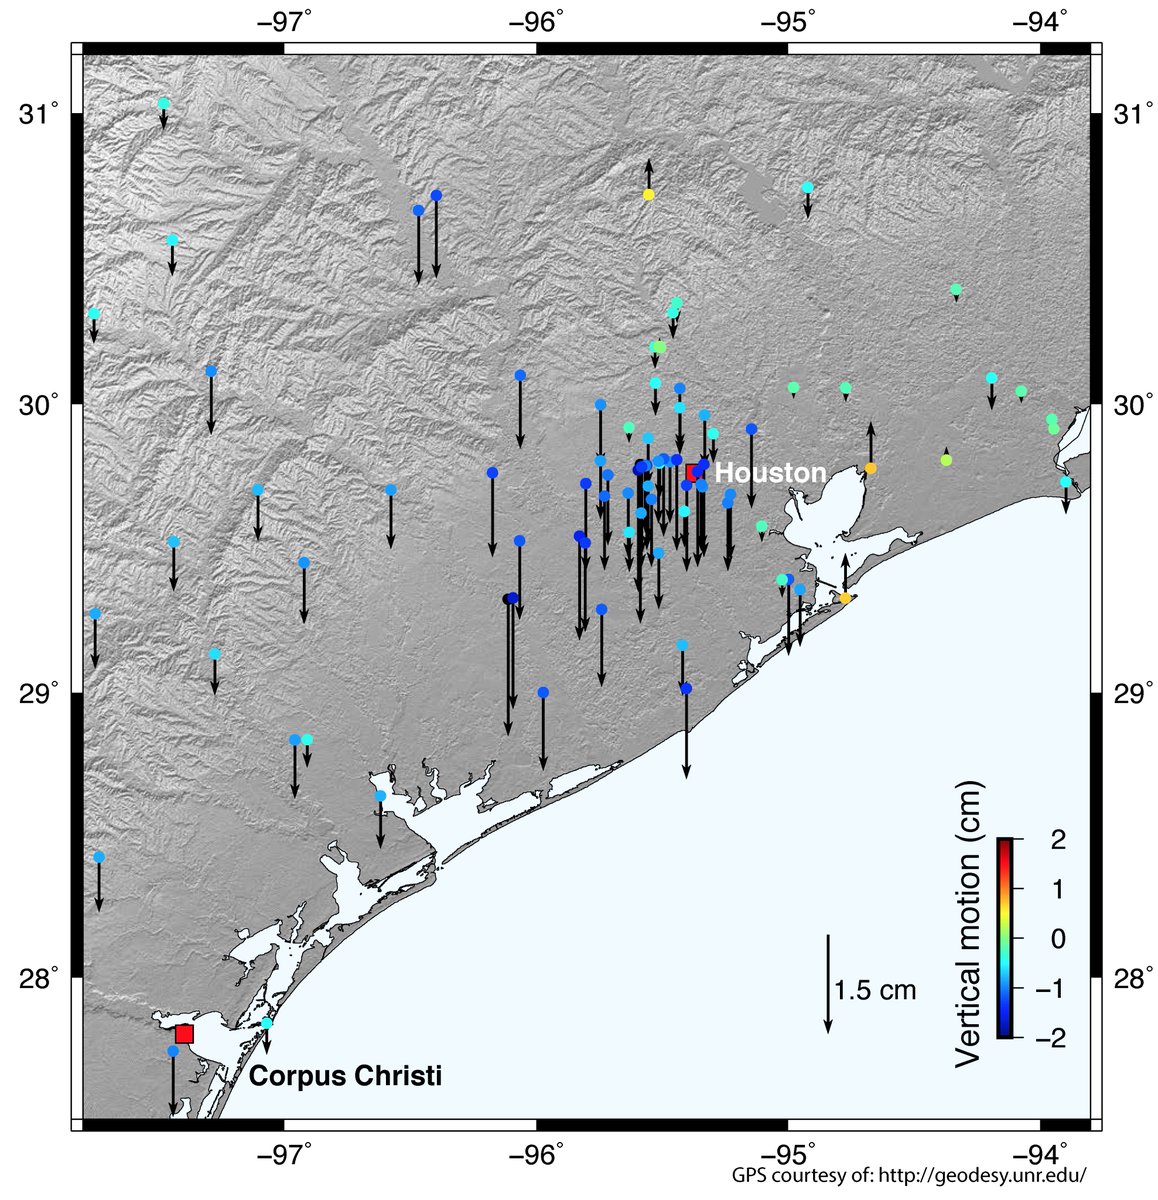 −97° −96° −95° −94°
31° 31°
30° 30°
Houston
29° 29°
Vertical motion (cm)
2
1
0
−1
−2
28° 28°
1.5 cm
Corpus Christi
−97° −96° −95° −94°
GPS courtesy of: http://geodesy.unr.edu/